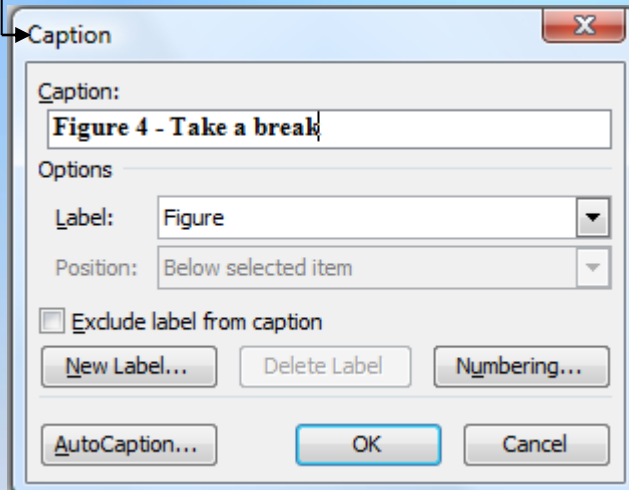 Caption
Caption:
Figure 4 - Take a break
Options
Label: Figure
Position: Below selected item
Exclude label from caption
New Label... Delete Label Numbering...
AutoCaption... OK Cancel